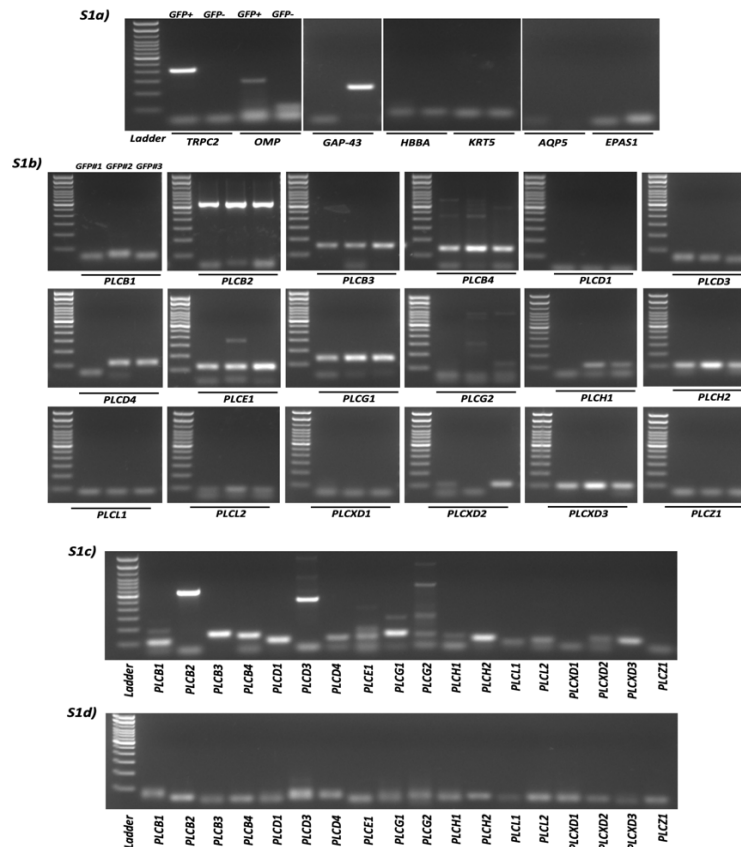 S1a)
GFP+ GFP- GFP+ GFP-
Ladder TRPC2 OMP GAP-43 HBBA KRT5 AQP5 EPAS1
S1b)
GFP#1 GFP#2 GFP#3
PLCB1 PLCB2 PLCB3 PLCB4 PLCD1 PLCD3
PLCD4 PLCE1 PLCG1 PLCG2 PLCH1 PLCH2
PLCL1 PLCL2 PLCXD1 PLCXD2 PLCXD3 PLCZ1
S1c)
Ladder PLCB1 PLCB2 PLCB3 PLCB4 PLCD1 PLCD3 PLCD4 PLCE1 PLCG1 PLCG2 PLCH1 PLCH2 PLCL1 PLCL2 PLCXD1 PLCXD2 PLCXD3 PLCZ1
S1d)
Ladder PLCB1 PLCB2 PLCB3 PLCB4 PLCD1 PLCD3 PLCD4 PLCE1 PLCG1 PLCG2 PLCH1 PLCH2 PLCL1 PLCL2 PLCXD1 PLCXD2 PLCXD3 PLCZ1